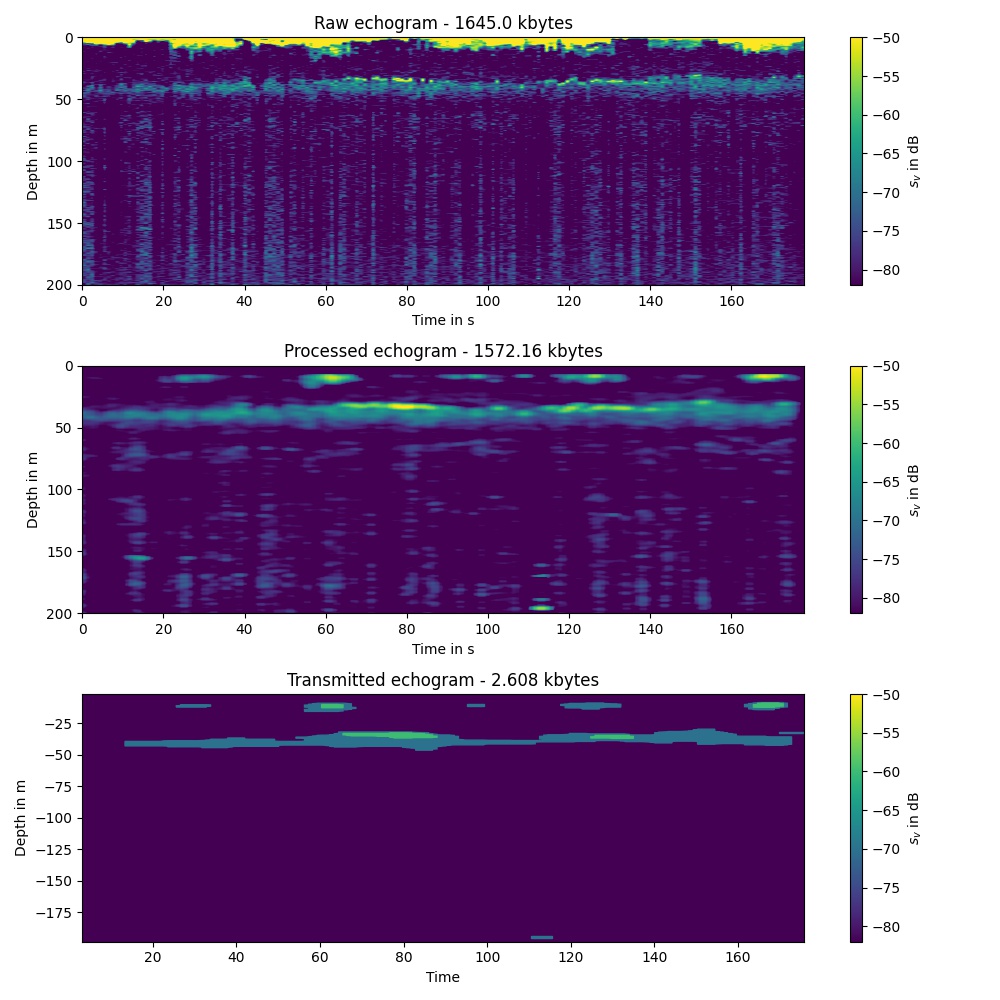 Raw echogram - 1645.0 kbytes
0
50
100
150
200
Depth in m
0 20 40 60 80 100 120 140 160
Time in s
−50
−55
−60
−65
−70
−75
−80
sv in dB
Processed echogram - 1572.16 kbytes
0
50
100
150
200
Depth in m
0 20 40 60 80 100 120 140 160
Time in s
−50
−55
−60
−65
−70
−75
−80
sv in dB
Transmitted echogram - 2.608 kbytes
−25
−50
−75
−100
−125
−150
−175
Depth in m
20 40 60 80 100 120 140 160
Time
−50
−55
−60
−65
−70
−75
−80
sv in dB